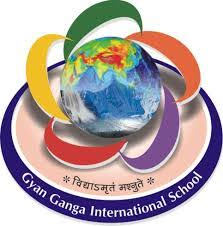 * विद्याऽमृतं मश्नुते *
Gyan Ganga International School